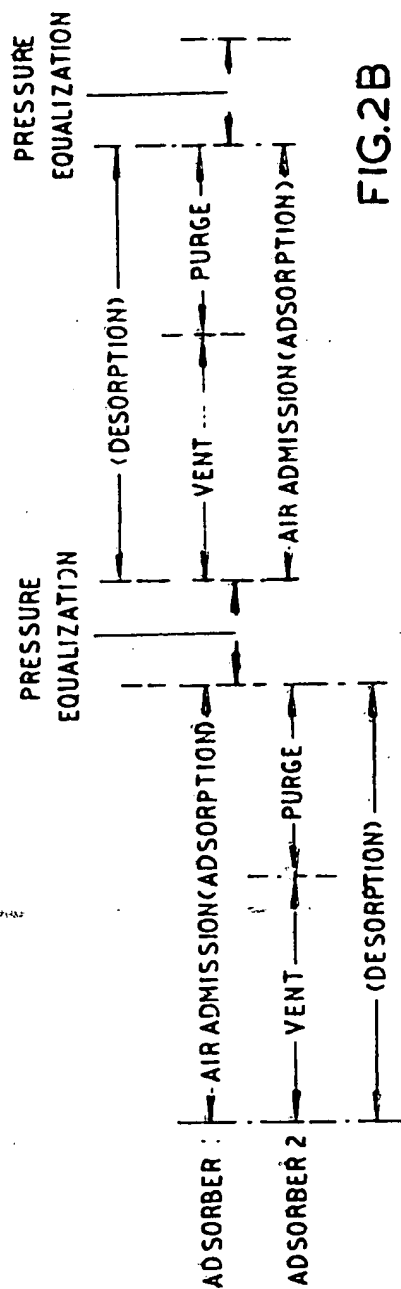 PRESSURE
EQUALIZATION
PRESSURE
EQUALIZATION
(DESORPTION)
ADSORBER :
AIR ADMISSION(ADSORPTION)
VENT
PURGE
ADSORBER 2
VENT
PURGE
AIR ADMISSION(ADSORPTION)
(DESORPTION)
FIG.2B